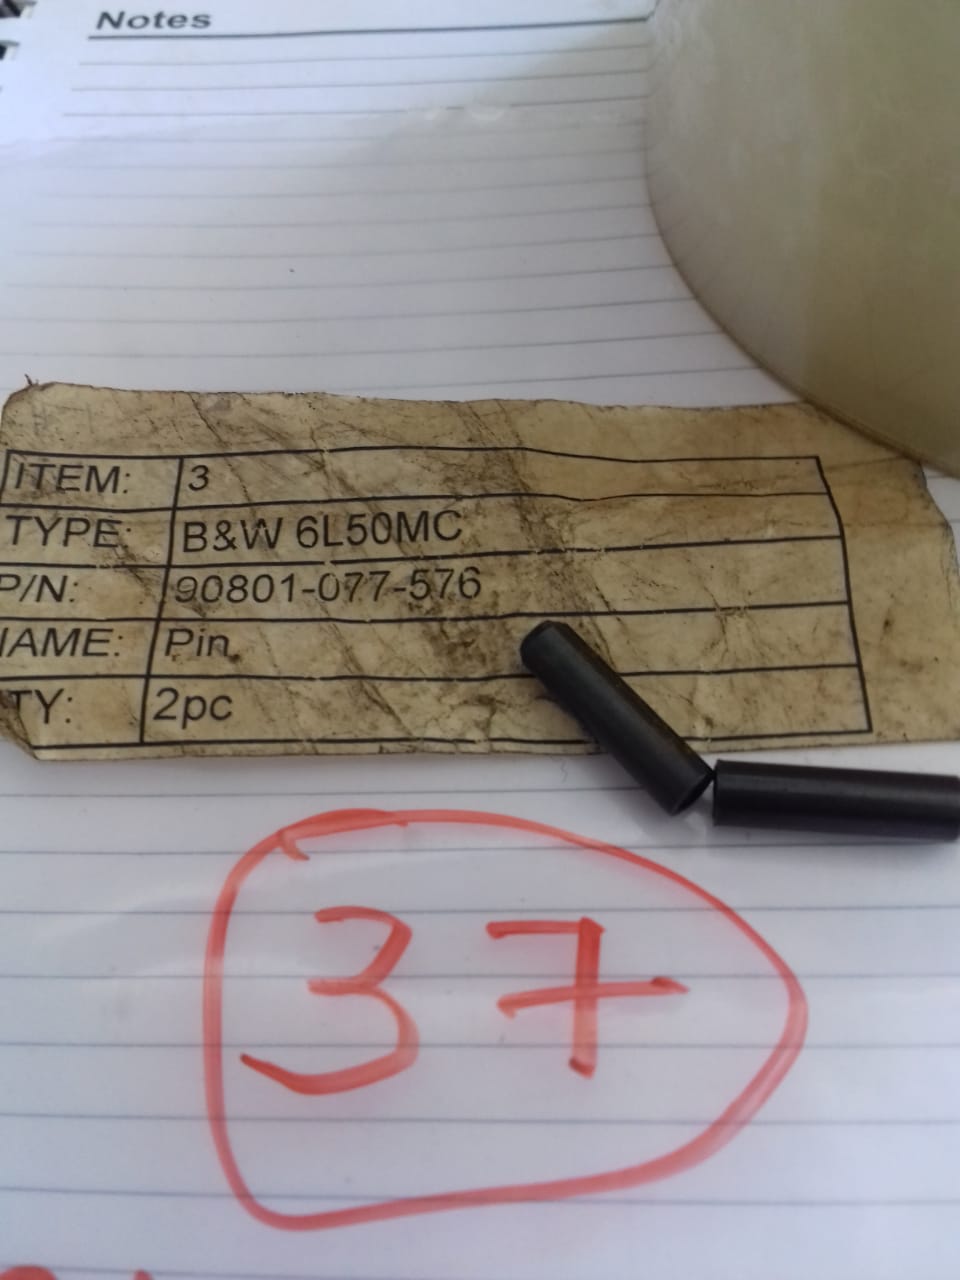 Notes
ITEM: 3
TYPE: B&W 6L50MC
P/N: 90801-077-576
NAME: Pin
TY: 2pc
37